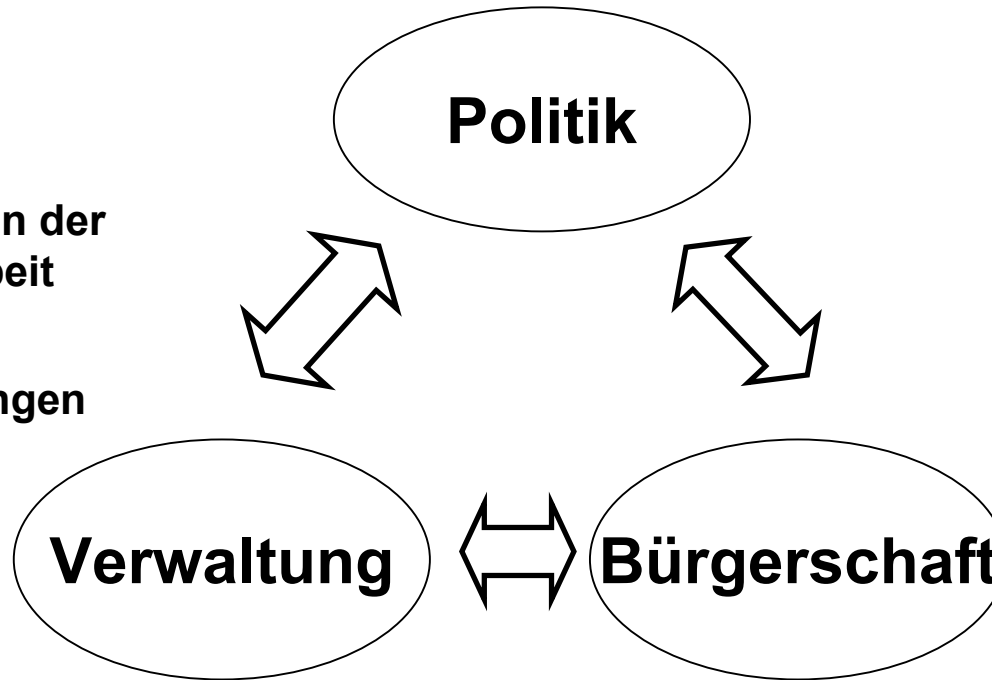 Politik
n der
beit
ngen
Verwaltung
Bürgerschaft